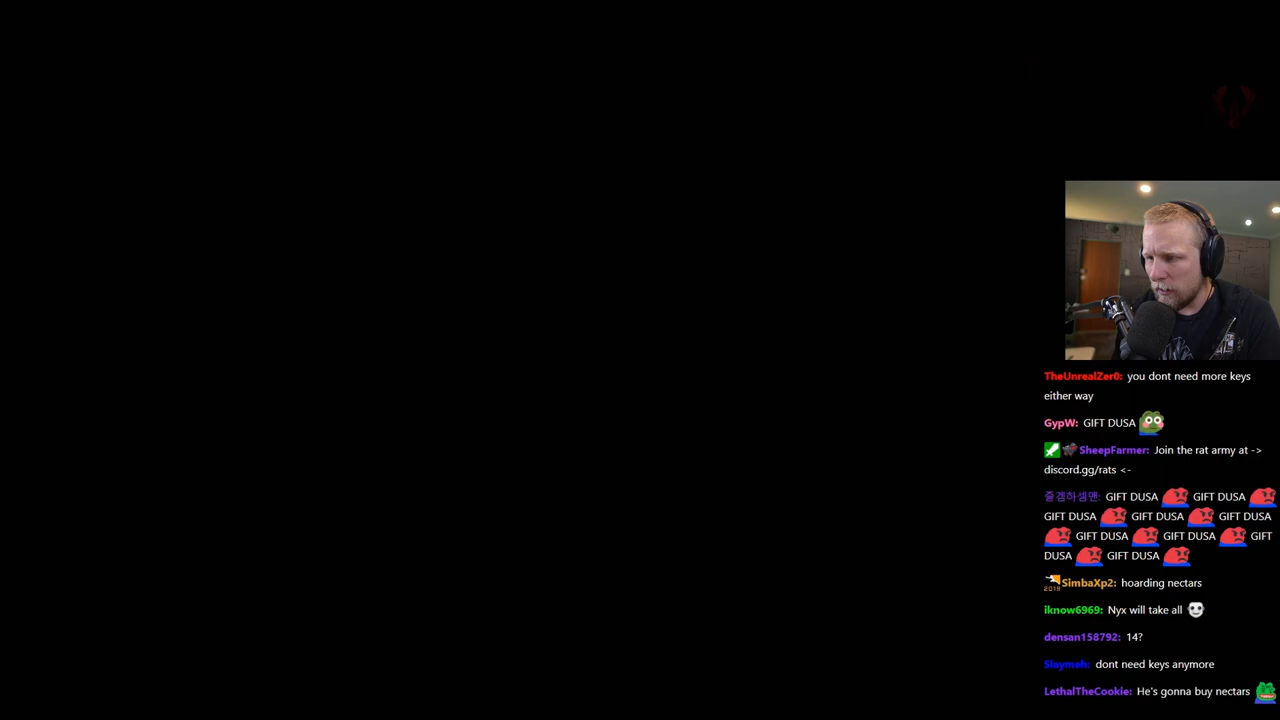 TheUnrealZer0: you dont need more keys
either way
GypW: GIFT DUSA
SheepFarmer: Join the rat army at ->
discord.gg/rats <-
즐겜하셈맨: GIFT DUSA GIFT DUSA
GIFT DUSA GIFT DUSA GIFT DUSA
GIFT DUSA GIFT DUSA GIFT
DUSA GIFT DUSA
2019 SimbaXp2: hoarding nectars
iknow6969: Nyx will take all
densan158792: 14?
Slaymeh: dont need keys anymore
LethalTheCookie: He's gonna buy nectars